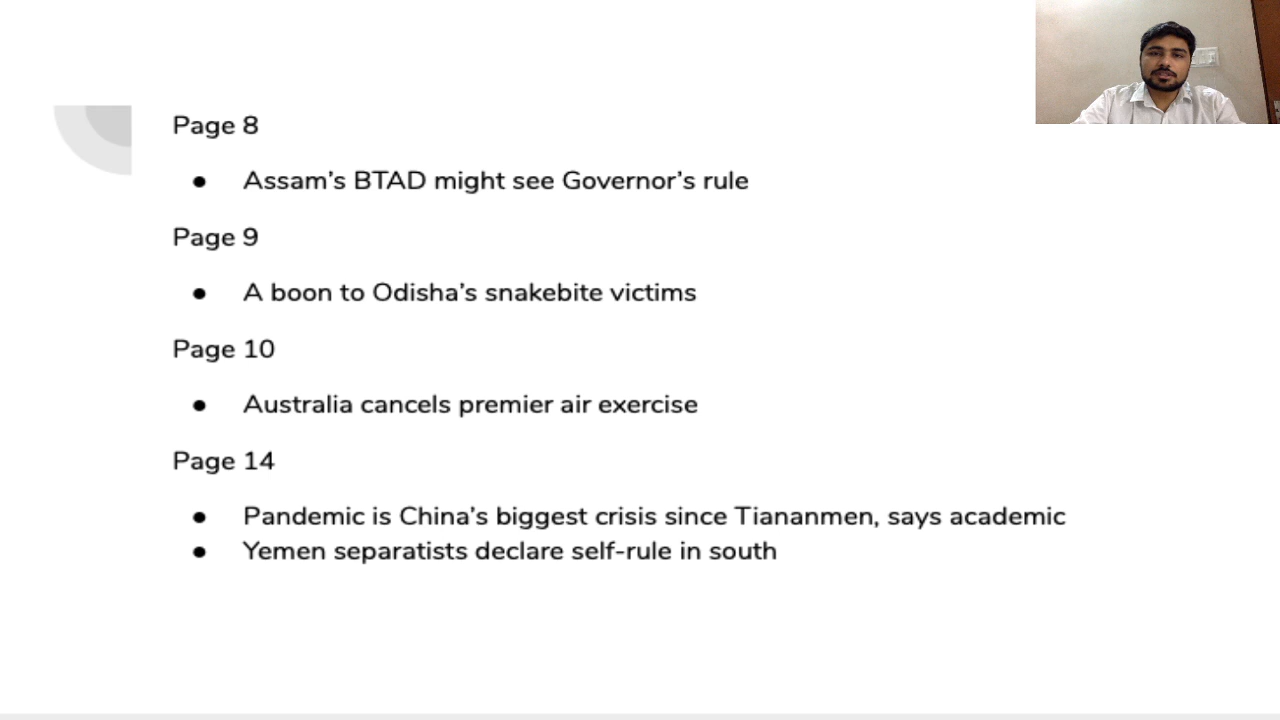 Page 8
● Assam’s BTAD might see Governor’s rule
Page 9
● A boon to Odisha’s snakebite victims
Page 10
● Australia cancels premier air exercise
Page 14
● Pandemic is China’s biggest crisis since Tiananmen, says academic
● Yemen separatists declare self-rule in south